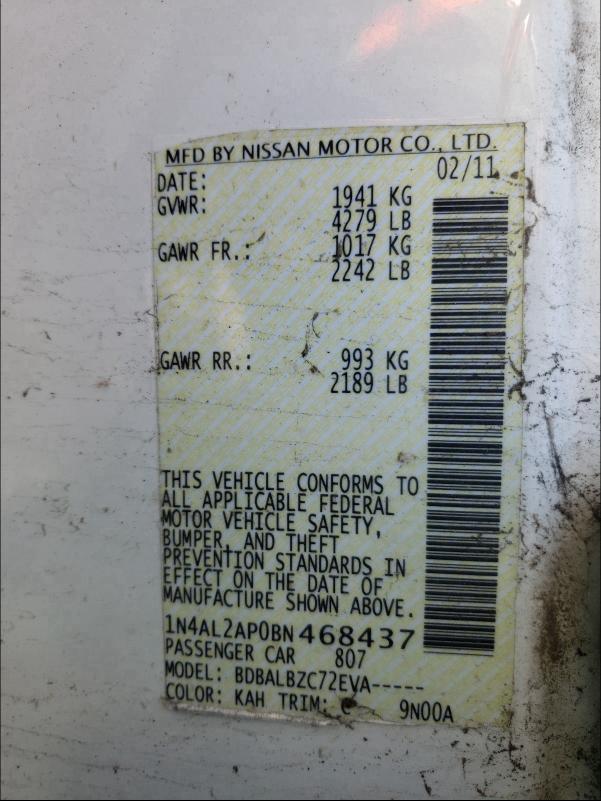 MFD BY NISSAN MOTOR CO., LTD.
DATE: 02/11
GVWR: 1941 KG
4279 LB
GAWR FR.: 1017 KG
2242 LB
GAWR RR.: 993 KG
2189 LB
THIS VEHICLE CONFORMS TO
ALL APPLICABLE FEDERAL
MOTOR VEHICLE SAFETY,
BUMPER, AND THEFT
PREVENTION STANDARDS IN
EFFECT ON THE DATE OF
MANUFACTURE SHOWN ABOVE.
1N4AL2AP0BN468437
PASSENGER CAR 807
MODEL: BDBALBZC72EVA-----
COLOR: KAH TRIM: 9N00A